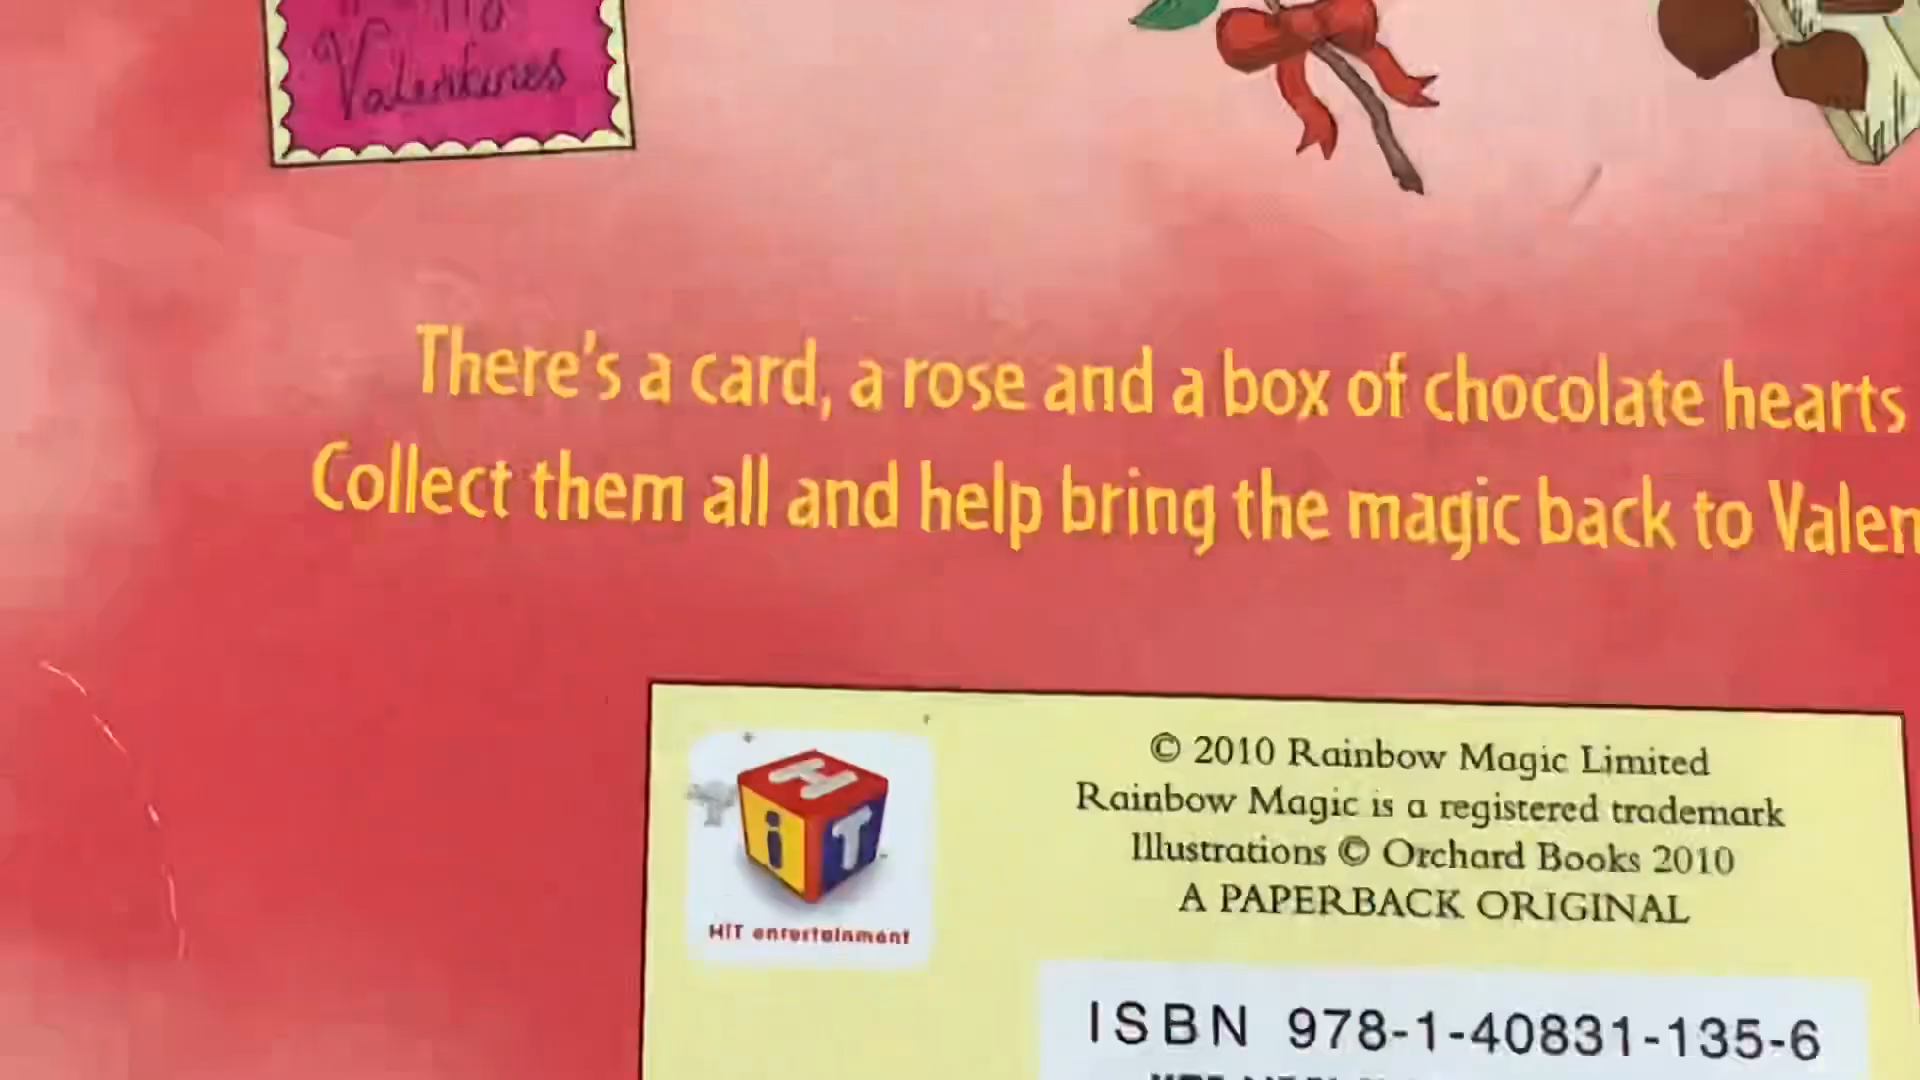 Valentines
There's a card, a rose and a box of chocolate hearts
Collect them all and help bring the magic back to Valen
HiT
HiT entertainment
© 2010 Rainbow Magic Limited
Rainbow Magic is a registered trademark
Illustrations © Orchard Books 2010
A PAPERBACK ORIGINAL
ISBN 978-1-40831-135-6